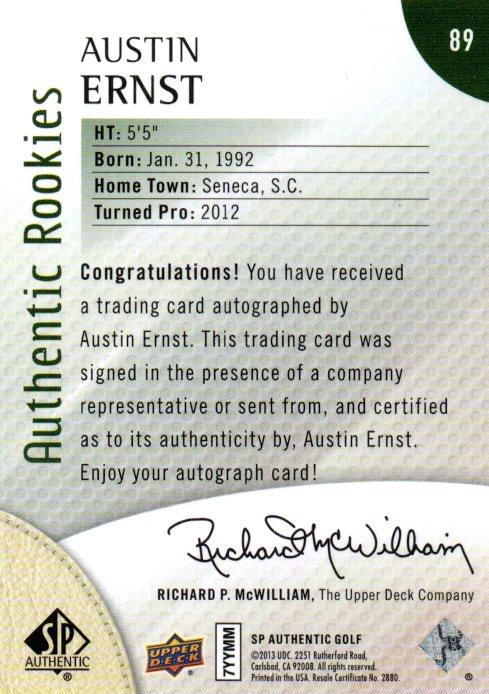 89
AUSTIN
ERNST
Authentic Rookies
HT: 5'5"
Born: Jan. 31, 1992
Home Town: Seneca, S.C.
Turned Pro: 2012
Congratulations! You have received
a trading card autographed by
Austin Ernst. This trading card was
signed in the presence of a company
representative or sent from, and certified
as to its authenticity by, Austin Ernst.
Enjoy your autograph card!
Richard P. McWilliam
RICHARD P. McWILLIAM, The Upper Deck Company
SP
AUTHENTIC
®
UPPER
DECK
7YYMM
SP AUTHENTIC GOLF
©2013 UDC. 2251 Rutherford Road,
Carlsbad, CA 92008. All rights reserved.
Printed in the USA. Resale Certificate No. 2880.
®